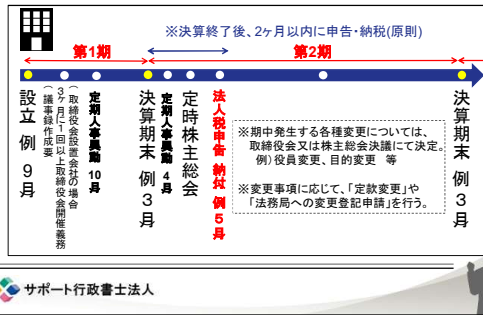 ※決算終了後、2ヶ月以内に申告・納税(原則)
第1期
第2期
設立 例 9月
(取締役会設置会社の場合
3ヶ月に1回以上取締役会開催義務
(議事録作成要
定期人事異動 10月
決算期末 例 3月
定期人事異動 4月
定時株主総会
法人税申告 納付 例 5月
決算期末 例 3月
※期中発生する各種変更については、
取締役会又は株主総会決議にて決定。
例）役員変更、目的変更 等
※変更事項に応じて、「定款変更」や
「法務局への変更登記申請」を行う。
サポート行政書士法人